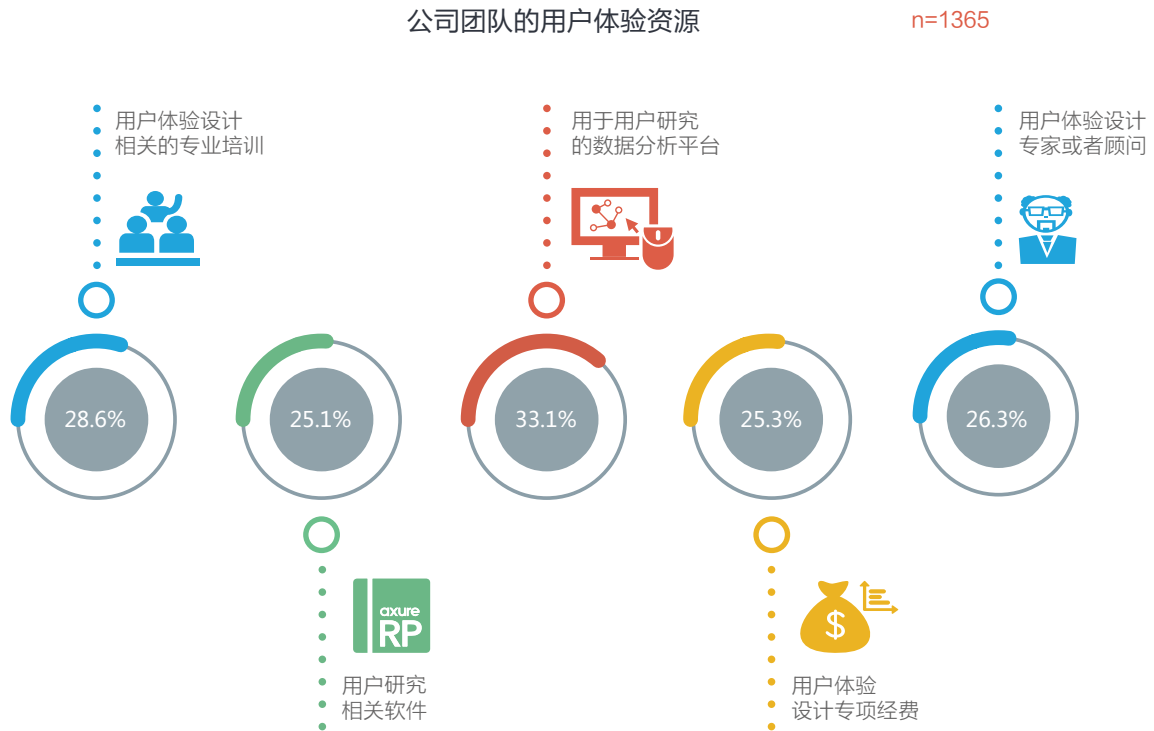 公司团队的用户体验资源
n=1365
用户体验设计
相关的专业培训
用于用户研究
的数据分析平台
用户体验设计
专家或者顾问
28.6%
25.1%
33.1%
25.3%
26.3%
axure
RP
$
用户研究
相关软件
用户体验
设计专项经费